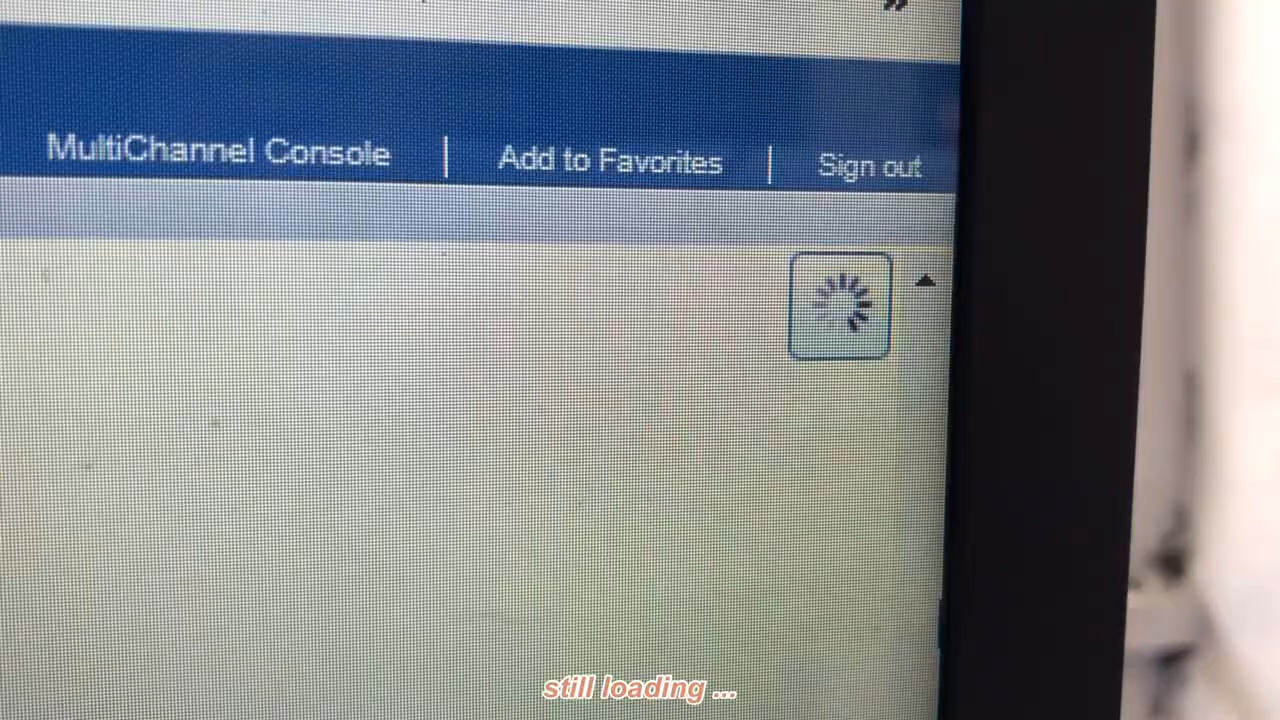 »
MultiChannel Console | Add to Favorites | Sign out
still loading ...